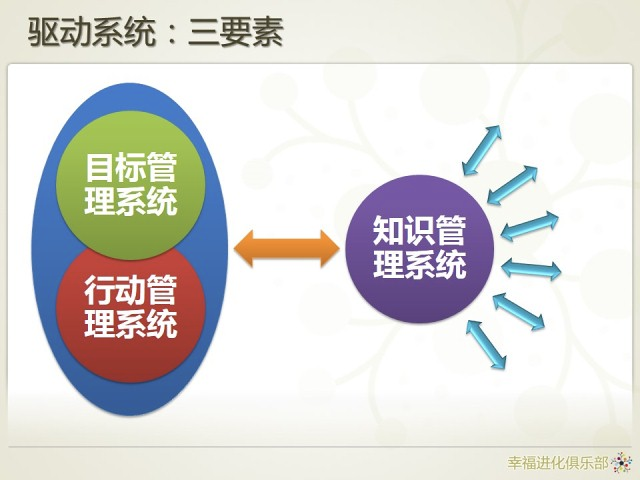 驱动系统：三要素
目标管
理系统
行动管
理系统
知识管
理系统
幸福进化俱乐部